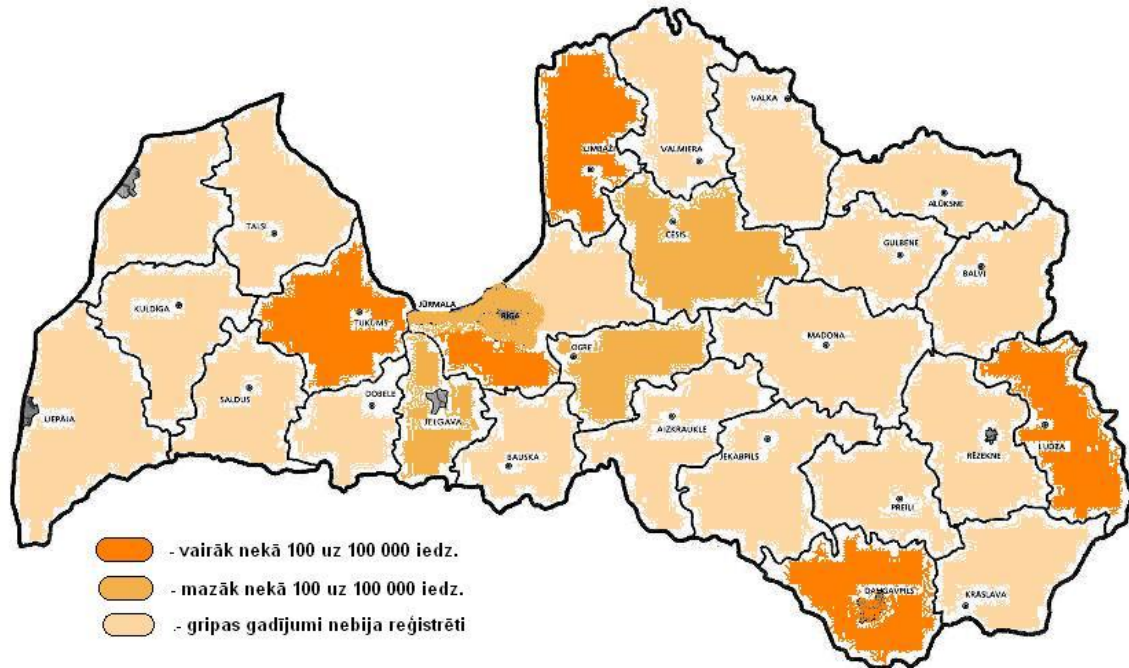 VALKA
LIMBAŽI
VALMIERA
ALŪKSNE
CĒSIS
TALSI
GULBENE
BALVI
JŪRMALA
KULDĪGA
RĪGA
TUKUMS
MADONA
OGRE
SALDUS
DOBELE
JELGAVA
LIEPĀJA
AIZKRAUKLE
LUDZA
JĒKABPILS
RĒZEKNE
BAUSKA
PREIĻI
DAUGAVPILS
KRĀSLAVA
- vairāk nekā 100 uz 100 000 iedz.
- mazāk nekā 100 uz 100 000 iedz.
.- gripas gadījumi nebija reģistrēti